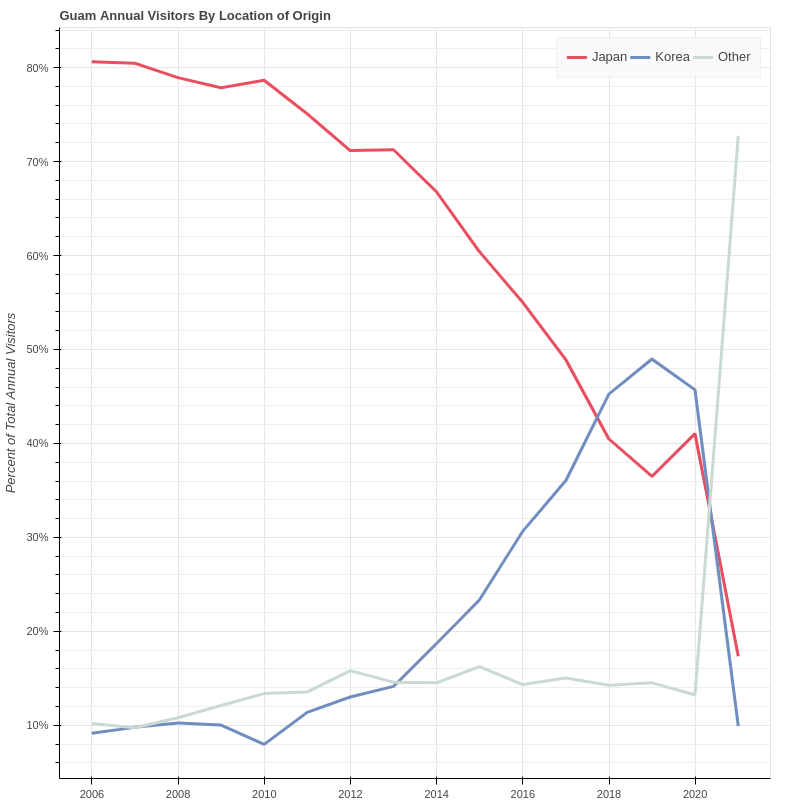 Guam Annual Visitors By Location of Origin
Japan Korea Other
80%
70%
60%
50%
40%
30%
20%
10%
Percent of Total Annual Visitors
2006 2008 2010 2012 2014 2016 2018 2020